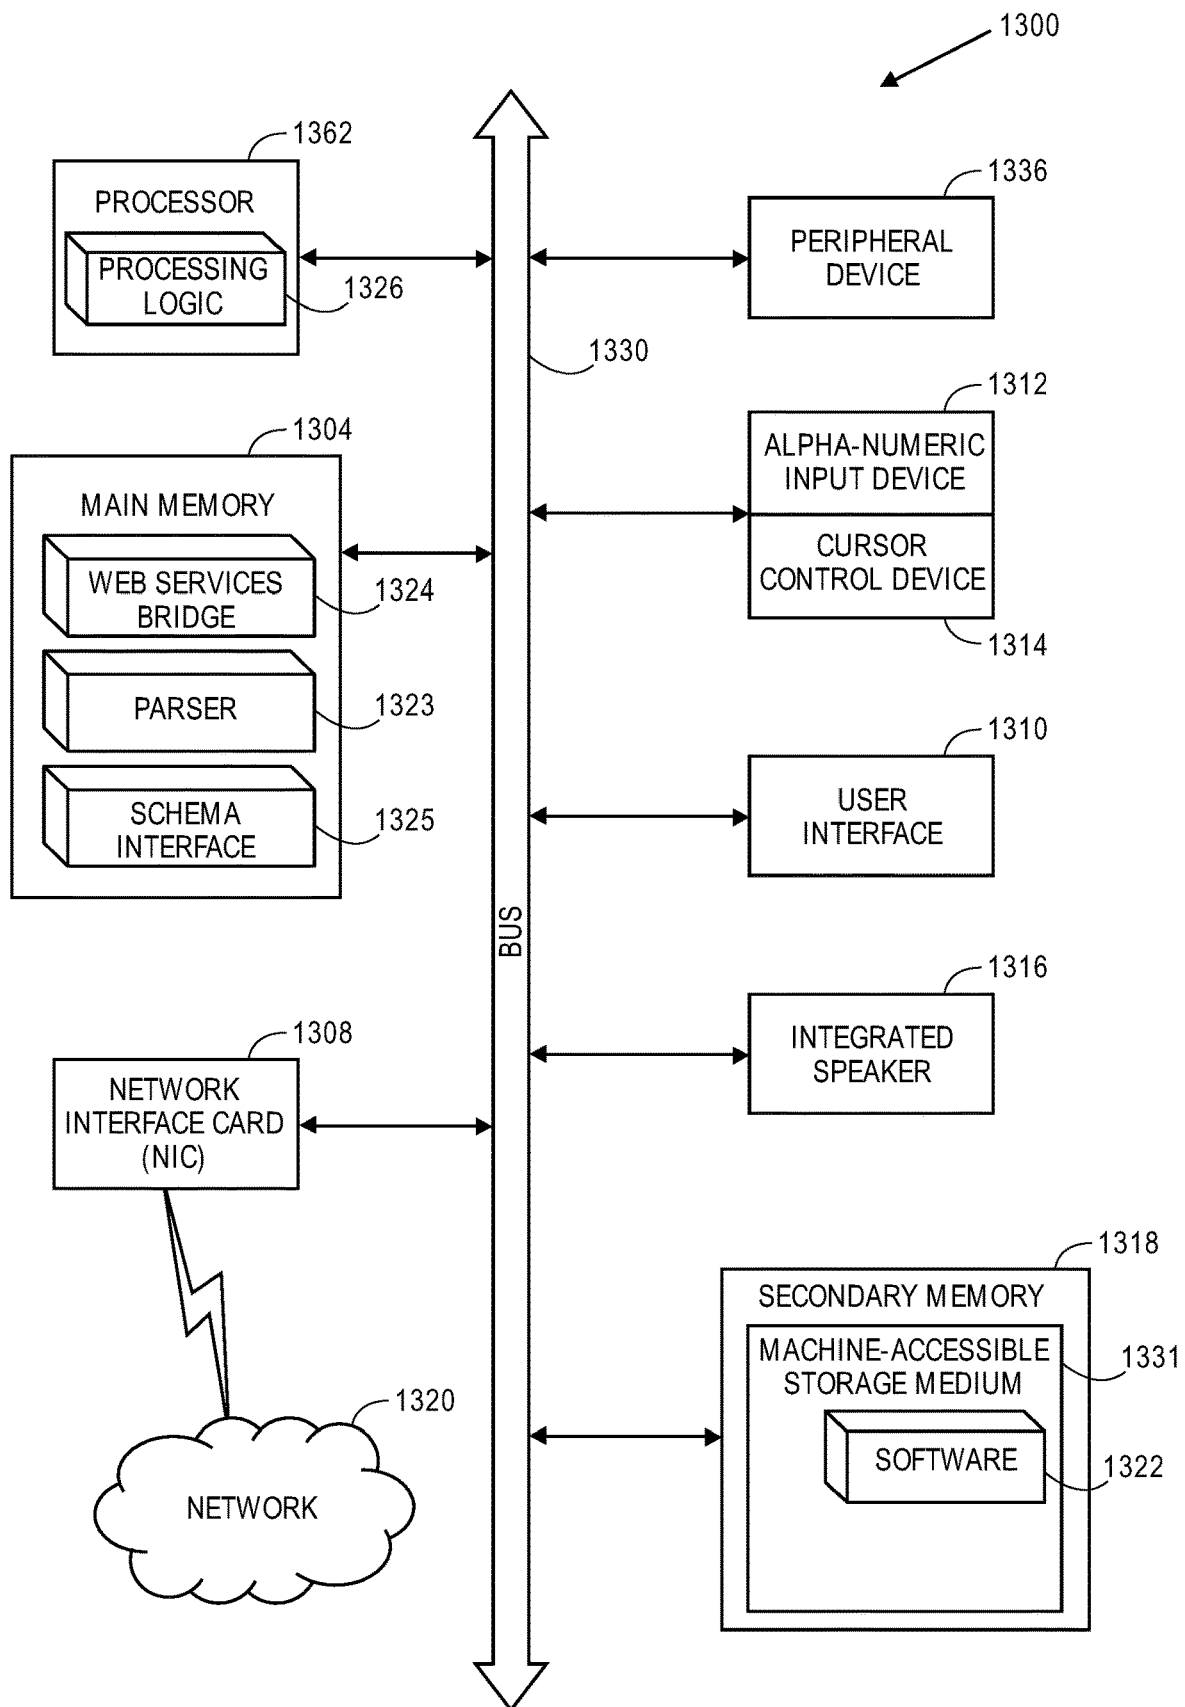 1300
1362
PROCESSOR
PROCESSING
LOGIC
1326
1336
PERIPHERAL
DEVICE
1330
1312
ALPHA-NUMERIC
INPUT DEVICE
CURSOR
CONTROL DEVICE
1314
1304
MAIN MEMORY
WEB SERVICES
BRIDGE
1324
PARSER
1323
SCHEMA
INTERFACE
1325
1310
USER
INTERFACE
BUS
1316
INTEGRATED
SPEAKER
1308
NETWORK
INTERFACE CARD
(NIC)
1320
NETWORK
1318
SECONDARY MEMORY
MACHINE-ACCESSIBLE
STORAGE MEDIUM
1331
SOFTWARE
1322